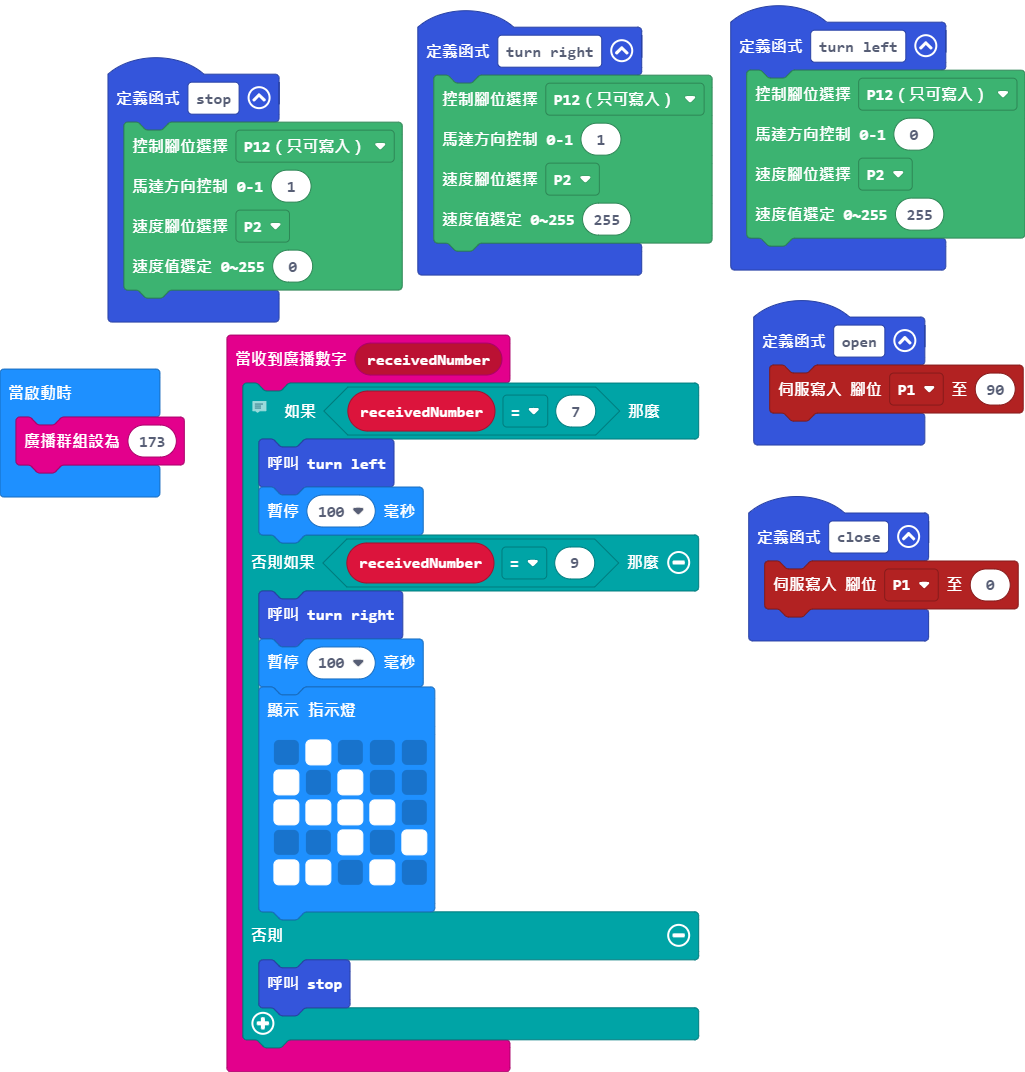 定義函式 stop
控制腳位選擇 P12 ( 只可寫入 )
馬達方向控制 0-1 1
速度腳位選擇 P2
速度值選定 0~255 0
定義函式 turn right
控制腳位選擇 P12 ( 只可寫入 )
馬達方向控制 0-1 1
速度腳位選擇 P2
速度值選定 0~255 255
定義函式 turn left
控制腳位選擇 P12 ( 只可寫入 )
馬達方向控制 0-1 0
速度腳位選擇 P2
速度值選定 0~255 255
當啟動時
廣播群組設為 173
當收到廣播數字 receivedNumber
如果 receivedNumber = 7 那麼
呼叫 turn left
暫停 100 毫秒
否則如果 receivedNumber = 9 那麼
呼叫 turn right
暫停 100 毫秒
顯示 指示燈
否則
呼叫 stop
定義函式 open
伺服寫入 腳位 P1 至 90
定義函式 close
伺服寫入 腳位 P1 至 0